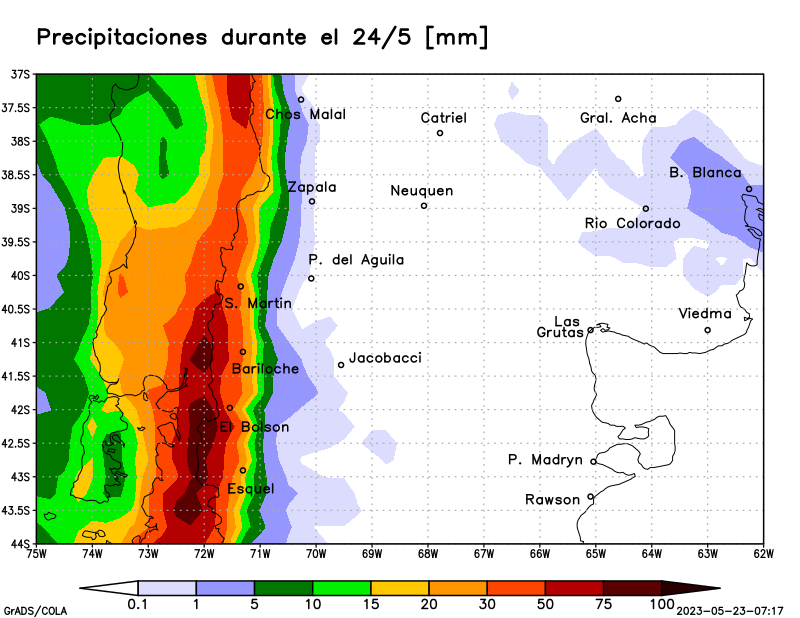 Precipitaciones durante el 24/5 [mm]
37S
37.5S
38S
38.5S
39S
39.5S
40S
40.5S
41S
41.5S
42S
42.5S
43S
43.5S
44S
Chos Malal
Catriel
Gral. Acha
B. Blanca
Zapala
Neuquen
Rio Colorado
P. del Aguila
S. Martin
Viedma
Las
Grutas
Jacobacci
Bariloche
El Bolson
P. Madryn
Esquel
Rawson
75W 74W 73W 72W 71W 70W 69W 68W 67W 66W 65W 64W 63W 62W
0.1 1 5 10 15 20 30 50 75 100
GrADS/COLA
2023-05-23-07:17